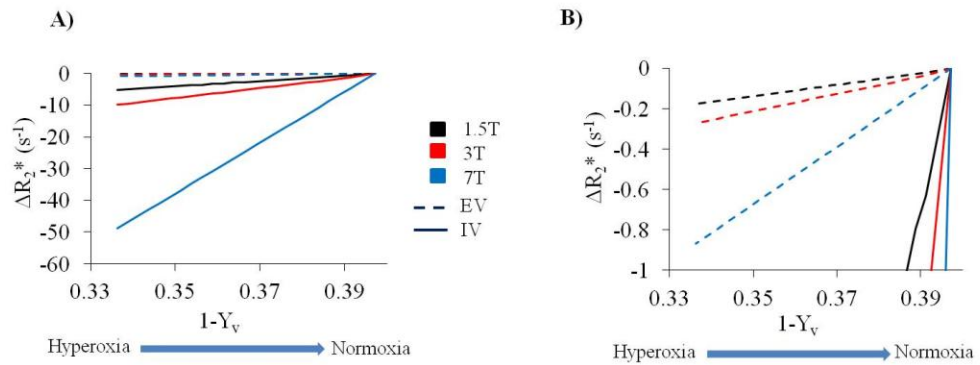 A)
B)
0
-10
-20
-30
-40
-50
-60
ΔR₂* (s⁻¹)
0.33 0.35 0.37 0.39
1-Yᵥ
Hyperoxia Normoxia
1.5T
3T
7T
EV
IV
0
-0.2
-0.4
-0.6
-0.8
-1
ΔR₂* (s⁻¹)
0.33 0.35 0.37 0.39
1-Yᵥ
Hyperoxia Normoxia